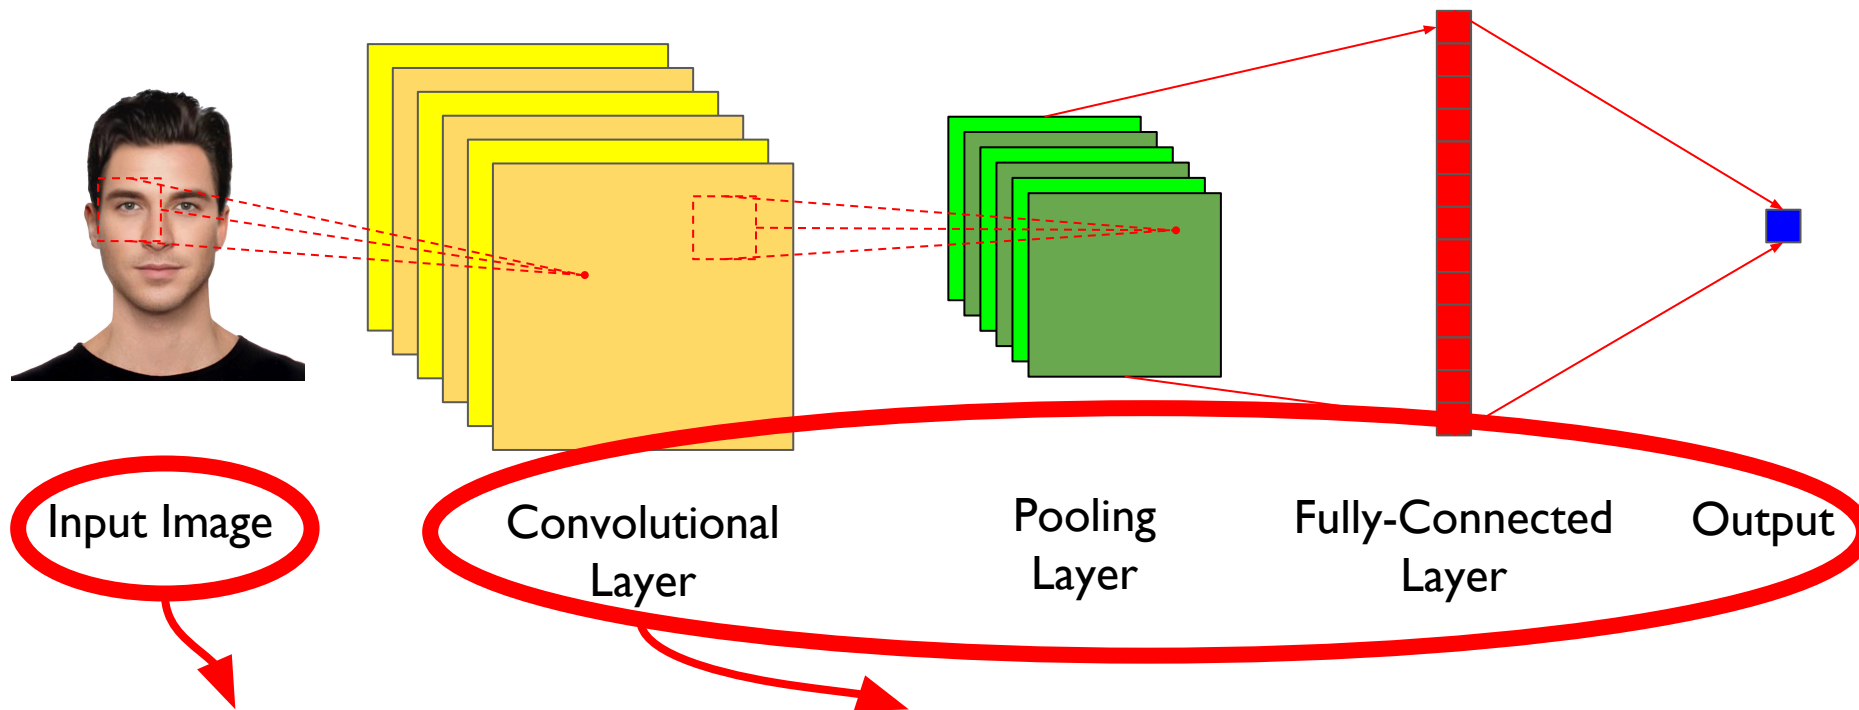 Input Image
Convolutional
Layer
Pooling
Layer
Fully-Connected
Layer
Output